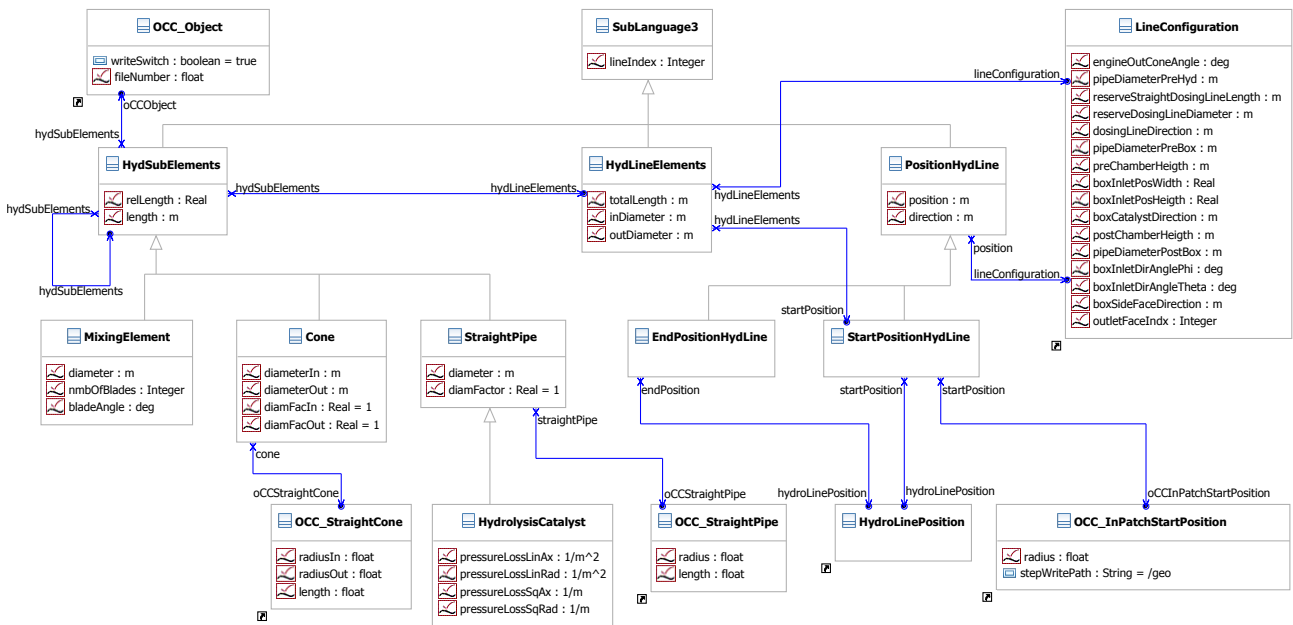 OCC_Object
writeSwitch : boolean = true
fileNumber : float
oCCObject
hydSubElements
SubLanguage3
lineIndex : Integer
LineConfiguration
engineOutConeAngle : deg
pipeDiameterPreHyd : m
reserveStraightDosingLineLength : m
reserveDosingLineDiameter : m
dosingLineDirection : m
pipeDiameterPreBox : m
preChamberHeigth : m
boxInletPosWidth : Real
boxInletPosHeigth : Real
boxCatalystDirection : m
postChamberHeigth : m
pipeDiameterPostBox : m
boxInletDirAnglePhi : deg
boxInletDirAngleTheta : deg
boxSideFaceDirection : m
outletFaceIndx : Integer
lineConfiguration
hydLineElements
HydSubElements
relLength : Real
length : m
hydSubElements
hydSubElements
hydSubElements
hydLineElements
HydLineElements
totalLength : m
inDiameter : m
outDiameter : m
hydLineElements
startPosition
PositionHydLine
position : m
direction : m
position
lineConfiguration
MixingElement
diameter : m
nmbOfBlades : Integer
bladeAngle : deg
Cone
diameterIn : m
diameterOut : m
diamFacIn : Real = 1
diamFacOut : Real = 1
cone
oCCStraightCone
StraightPipe
diameter : m
diamFactor : Real = 1
straightPipe
oCCStraightPipe
EndPositionHydLine
endPosition
hydroLinePosition
StartPositionHydLine
startPosition
hydroLinePosition
startPosition
oCCInPatchStartPosition
OCC_StraightCone
radiusIn : float
radiusOut : float
length : float
HydrolysisCatalyst
pressureLossLinAx : 1/m^2
pressureLossLinRad : 1/m^2
pressureLossSqAx : 1/m
pressureLossSqRad : 1/m
OCC_StraightPipe
radius : float
length : float
HydroLinePosition
OCC_InPatchStartPosition
radius : float
stepWritePath : String = /geo